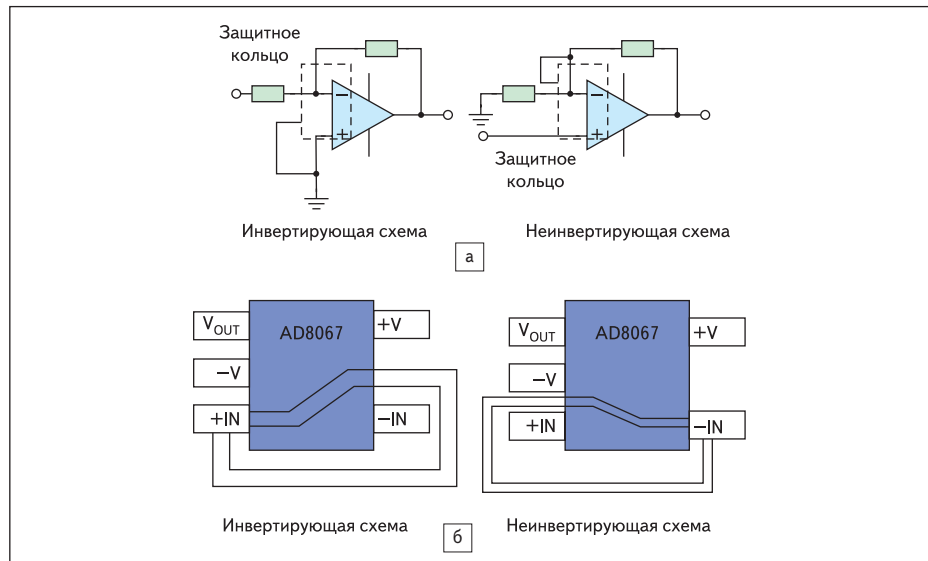 Защитное
кольцо
−
+
Защитное
кольцо
−
+
Инвертирующая схема
Неинвертирующая схема
а
VOUT
AD8067
+V
−V
+IN
−IN
VOUT
AD8067
+V
−V
+IN
−IN
Инвертирующая схема
Неинвертирующая схема
б